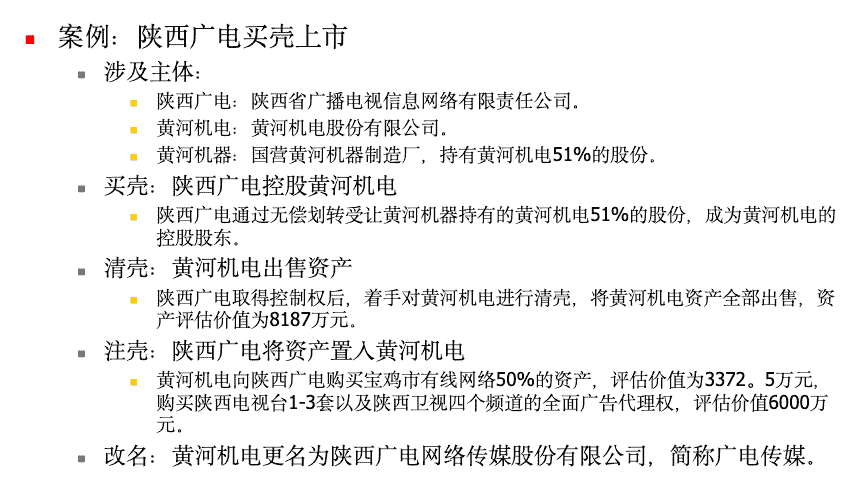 案例：陕西广电买壳上市
涉及主体：
陕西广电：陕西省广播电视信息网络有限责任公司。
黄河机电：黄河机电股份有限公司。
黄河机器：国营黄河机器制造厂，持有黄河机电51%的股份。
买壳：陕西广电控股黄河机电
陕西广电通过无偿划转受让黄河机器持有的黄河机电51%的股份，成为黄河机电的
控股股东。
清壳：黄河机电出售资产
陕西广电取得控制权后，着手对黄河机电进行清壳，将黄河机电资产全部出售，资
产评估价值为8187万元。
注壳：陕西广电将资产置入黄河机电
黄河机电向陕西广电购买宝鸡市有线网络50%的资产，评估价值为3372。5万元，
购买陕西电视台1-3套以及陕西卫视四个频道的全面广告代理权，评估价值6000万
元。
改名：黄河机电更名为陕西广电网络传媒股份有限公司，简称广电传媒。